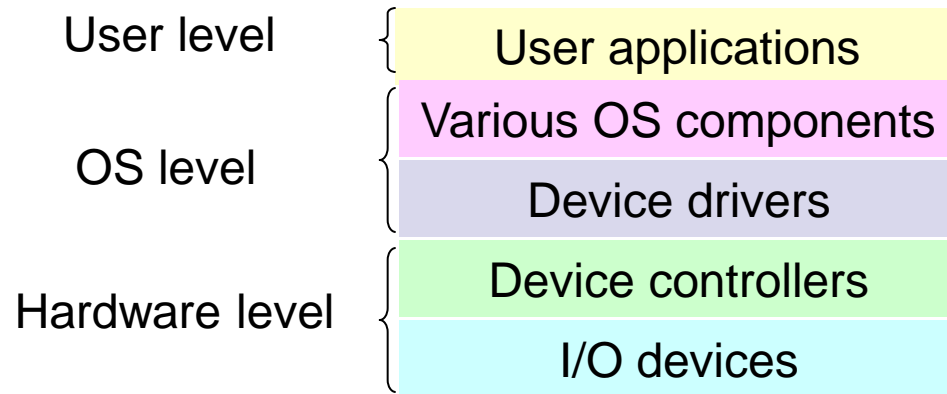 User level
User applications
Various OS components
OS level
Device drivers
Device controllers
Hardware level
I/O devices